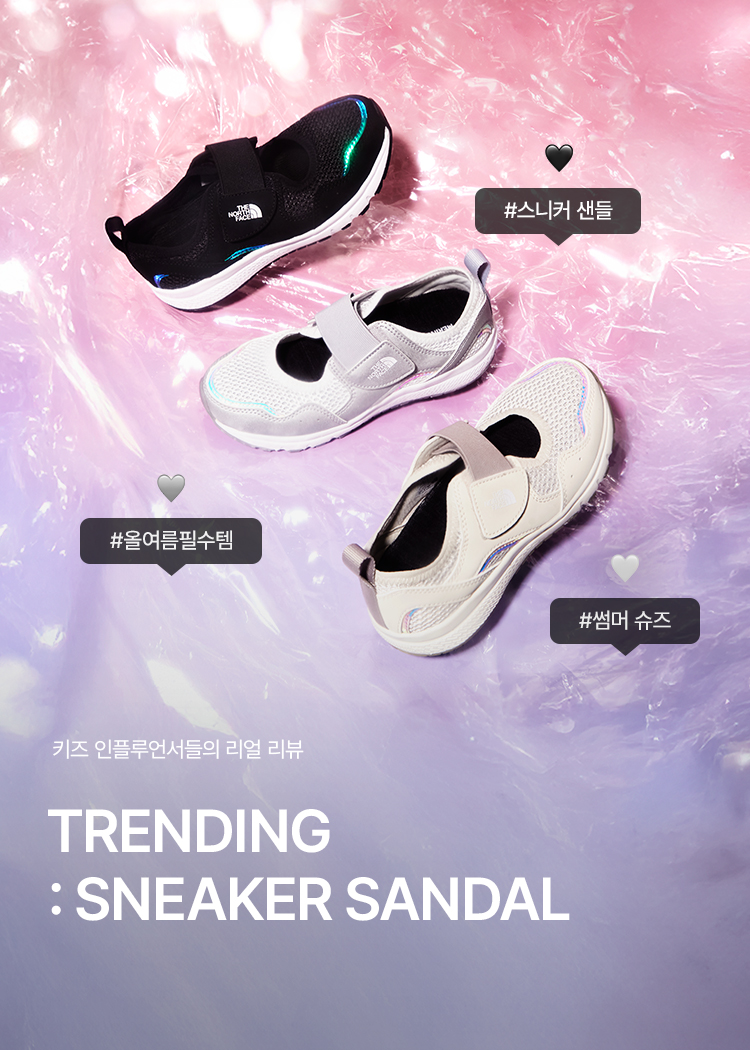 THE
NORTH
FACE
#스니커 샌들
#올여름필수템
#썸머 슈즈
키즈 인플루언서들의 리얼 리뷰
TRENDING
: SNEAKER SANDAL